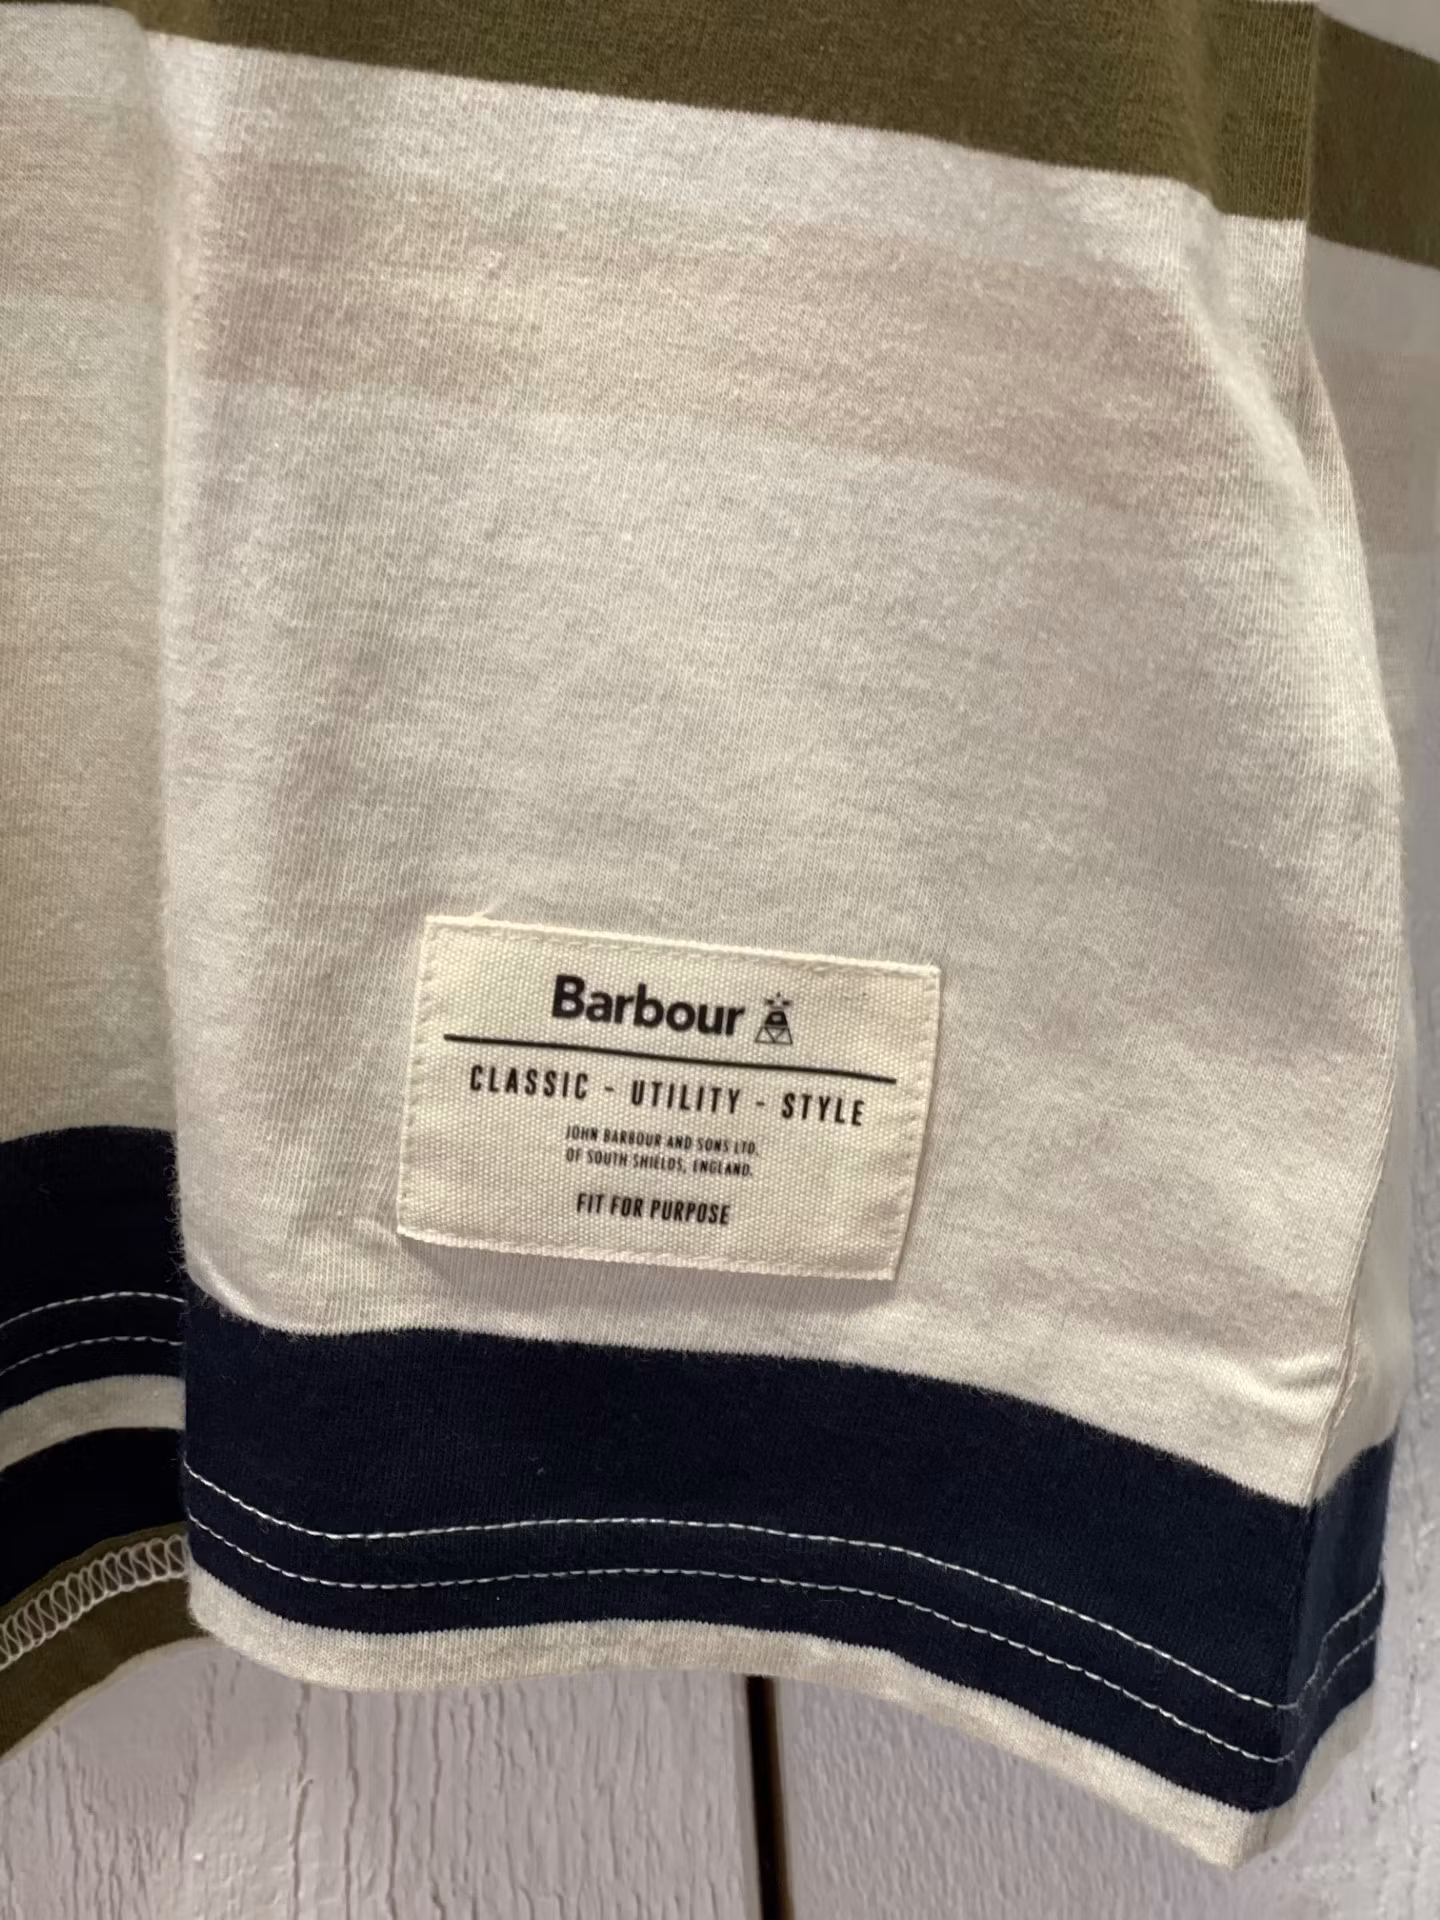 Barbour
CLASSIC - UTILITY - STYLE
JOHN BARBOUR AND SONS LTD.
OF SOUTH SHIELDS, ENGLAND.
FIT FOR PURPOSE